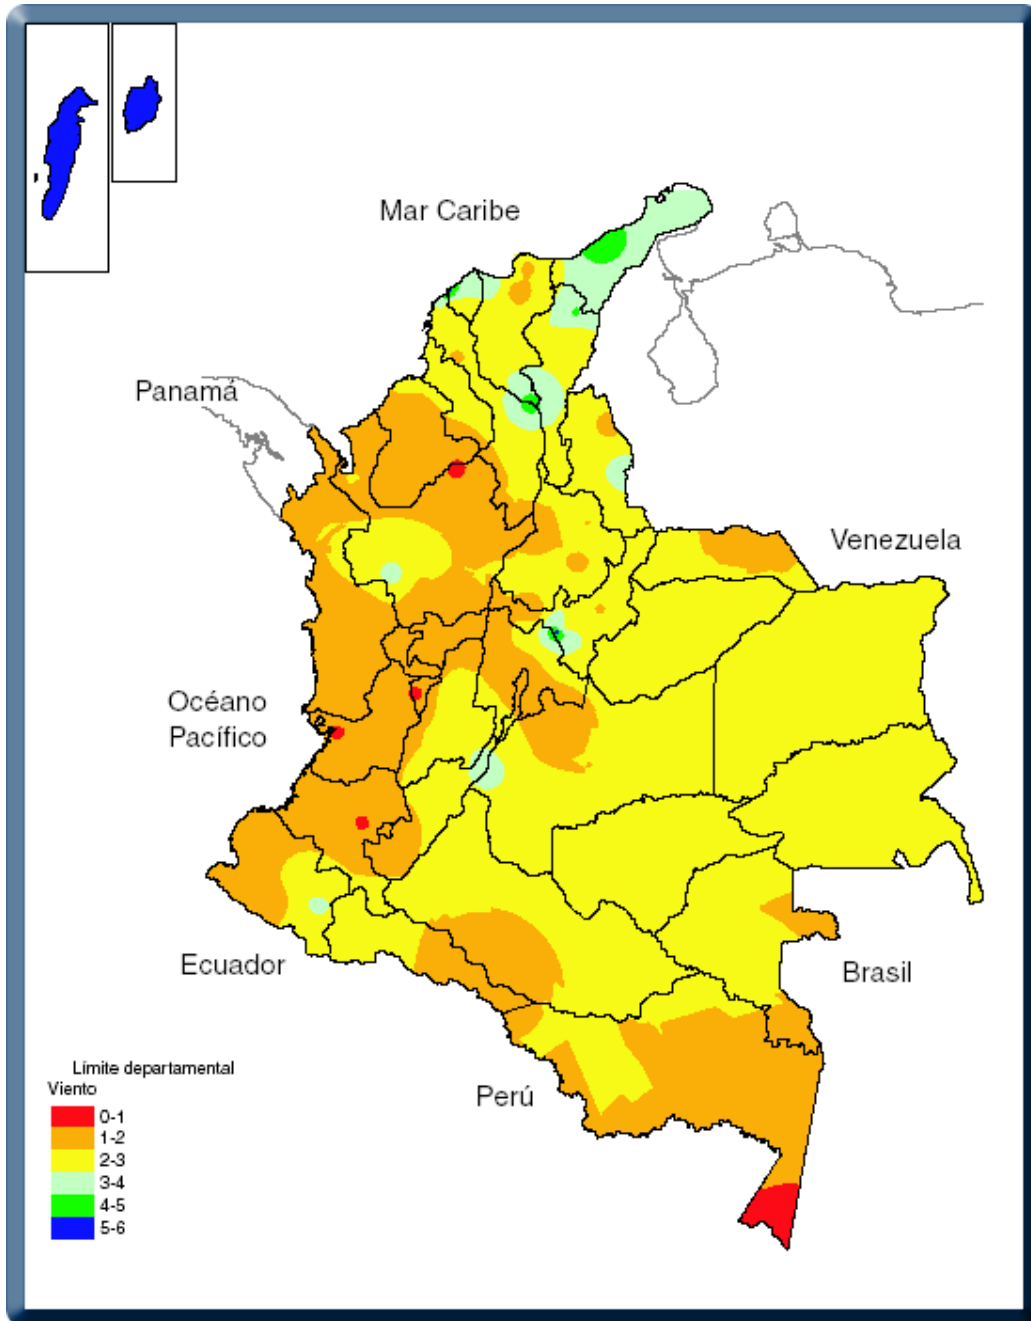 Mar Caribe
Panamá
Venezuela
Océano
Pacífico
Ecuador
Brasil
Perú
Límite departamental
Viento
0-1
1-2
2-3
3-4
4-5
5-6